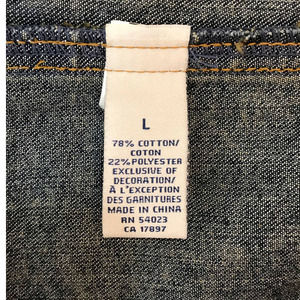 L
78% COTTON/
COTON
22% POLYESTER
EXCLUSIVE OF
DECORATION/
À L'EXCEPTION
DES GARNITURES
MADE IN CHINA
RN 54023
CA 17897